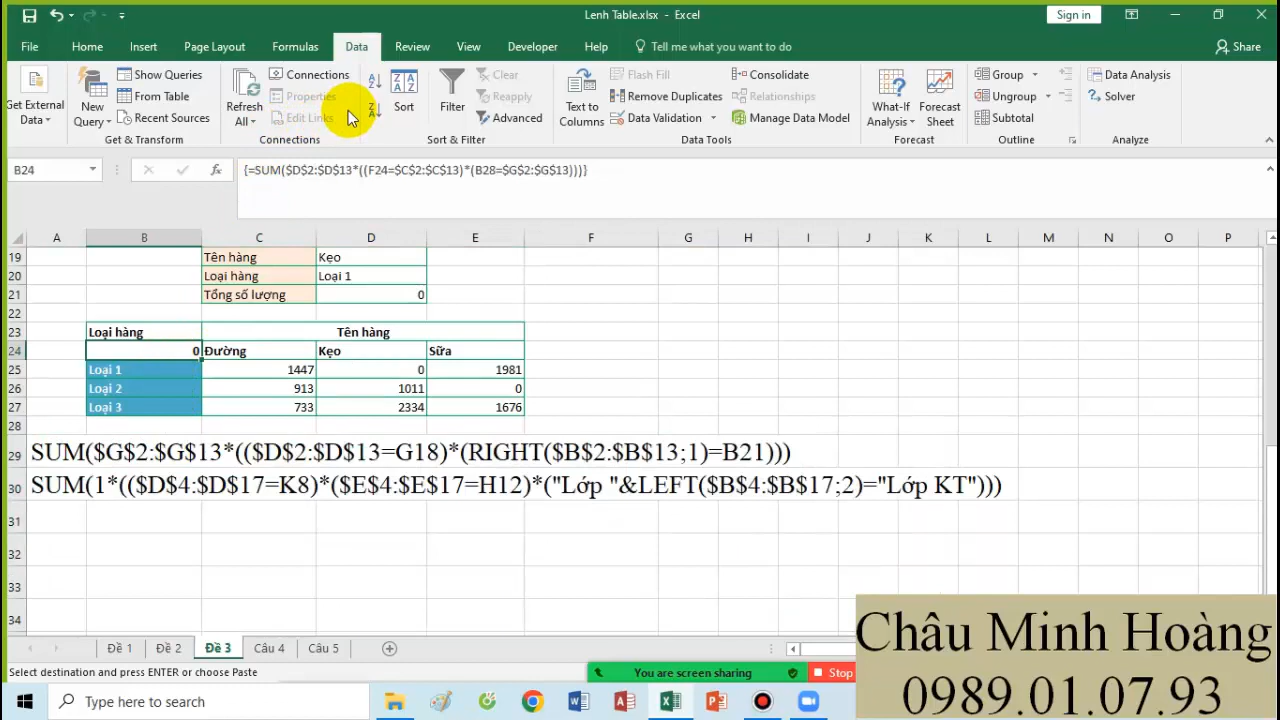 Lenh Table.xlsx - Excel
Sign in
File Home Insert Page Layout Formulas Data Review View Developer Help Tell me what you want to do Share
Get External Data
New Query
Show Queries
From Table
Recent Sources
Get & Transform
Refresh All
Connections
Properties
Edit Links
Connections
Sort
Filter
Clear
Reapply
Advanced
Sort & Filter
Text to Columns
Flash Fill
Remove Duplicates
Data Validation
Consolidate
Relationships
Manage Data Model
Data Tools
What-If Analysis
Forecast Sheet
Forecast
Group
Ungroup
Subtotal
Outline
Data Analysis
Solver
Analyze
B24 fx {=SUM($D$2:$D$13*((F24=$C$2:$C$13)*(B28=$G$2:$G$13)))}
A B C D E F G H I J K L M N O P
19 Tên hàng Kẹo
20 Loại hàng Loại 1
21 Tổng số lượng 0
22
23 Loại hàng Tên hàng
24 0 Đường Kẹo Sữa
25 Loại 1 1447 0 1981
26 Loại 2 913 1011 0
27 Loại 3 733 2334 1676
28
29 SUM($G$2:$G$13*(($D$2:$D$13=G18)*(RIGHT($B$2:$B$13;1)=B21)))
30 SUM(1*(($D$4:$D$17=K8)*($E$4:$E$17=H12)*("Lớp "&LEFT($B$4:$B$17;2)="Lớp KT")))
31
32
33
34
Châu Minh Hoàng
0989.01.07.93
Đề 1 Đề 2 Đề 3 Câu 4 Câu 5
Select destination and press ENTER or choose Paste
You are screen sharing
Stop
Type here to search